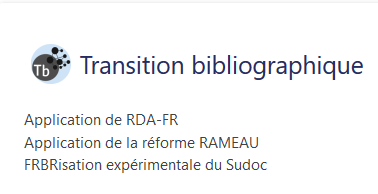 Tb
Transition bibliographique
Application de RDA-FR
Application de la réforme RAMEAU
FRBRisation expérimentale du Sudoc